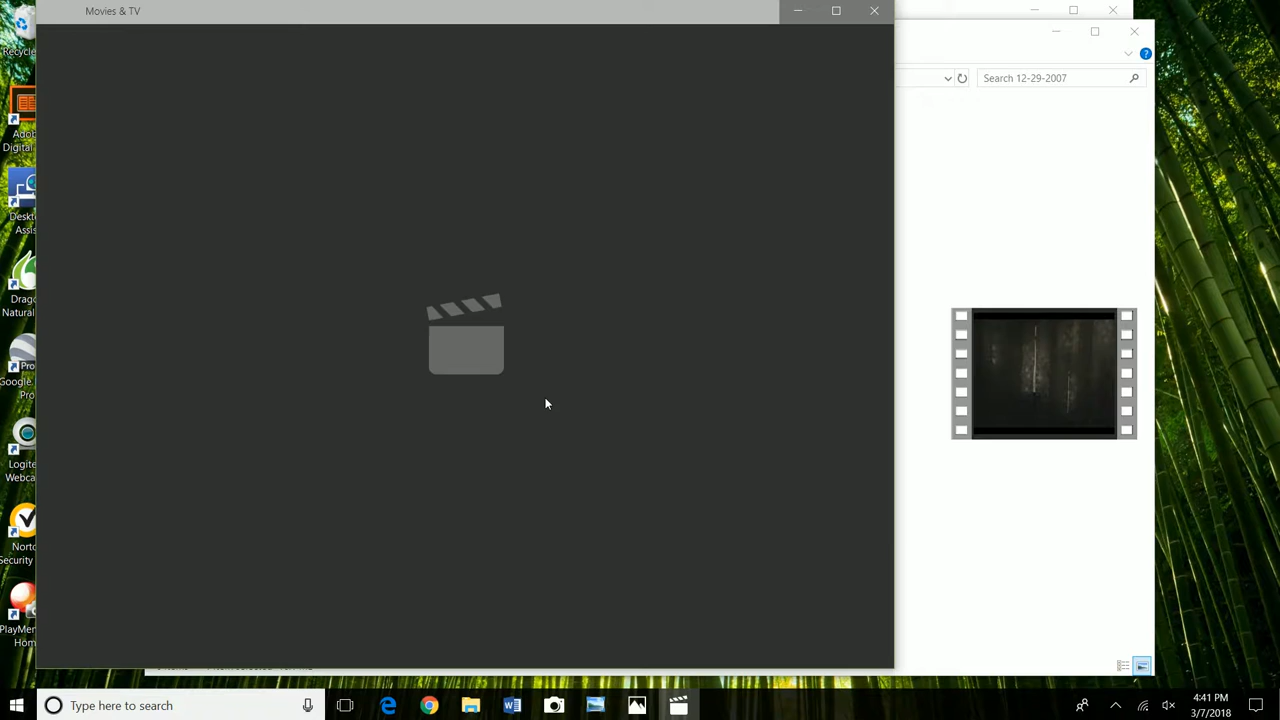 Movies & TV
Search 12-29-2007
Recycle
Adob
Digital
Deskt
Assis
Drago
Natural
Google
Pro
Logite
Webca
Norto
Security
PlayMem
Hom
Type here to search
4:41 PM
3/7/2018